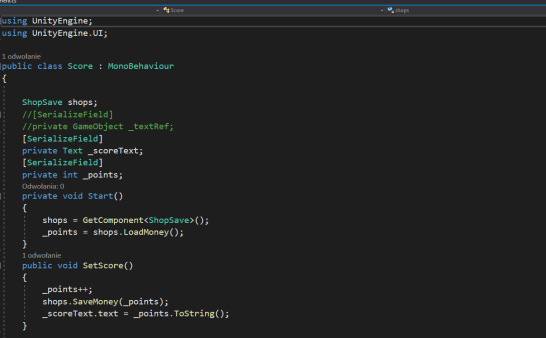 Score
shops
using UnityEngine;
using UnityEngine.UI;
1 odwołanie
public class Score : MonoBehaviour
{
ShopSave shops;
//[SerializeField]
//private GameObject _textRef;
[SerializeField]
private Text _scoreText;
[SerializeField]
private int _points;
Odwołania: 0
private void Start()
{
shops = GetComponent<ShopSave>();
_points = shops.LoadMoney();
}
1 odwołanie
public void SetScore()
{
_points++;
shops.SaveMoney(_points);
_scoreText.text = _points.ToString();
}